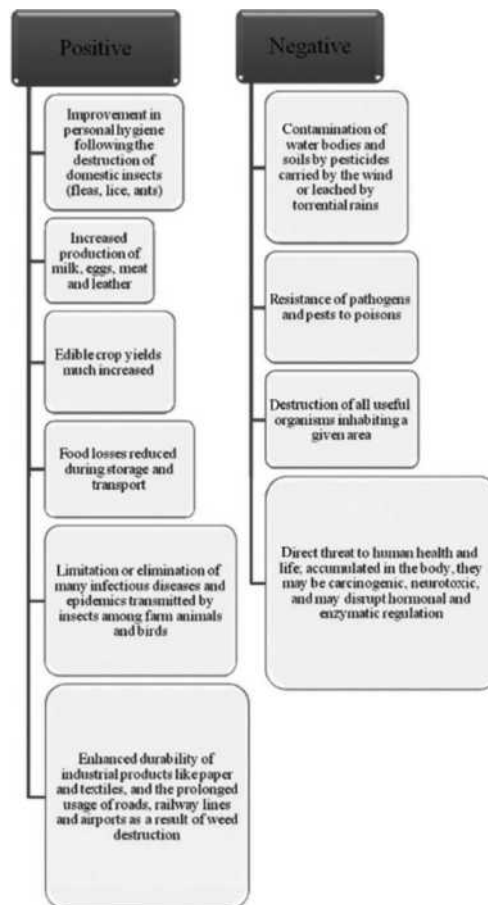 Positive
Improvement in
personal hygiene
following the
destruction of
domestic insects
(fleas, lice, ants)
Increased
production of
milk, eggs, meat
and leather
Edible crop yields
much increased
Food losses reduced
during storage and
transport
Limitation or elimination of
many infectious diseases and
epidemics transmitted by
insects among farm animals
and birds
Enhanced durability of
industrial products like paper
and textiles, and the prolonged
usage of roads, railway lines
and airports as a result of weed
destruction
Negative
Contamination of
water bodies and
soils by pesticides
carried by the wind
or leached by
torrential rains
Resistance of pathogens
and pests to poisons
Destruction of all useful
organisms inhabiting a
given area
Direct threat to human health and
life; accumulated in the body, they
may be carcinogenic, neurotoxic,
and may disrupt hormonal and
enzymatic regulation